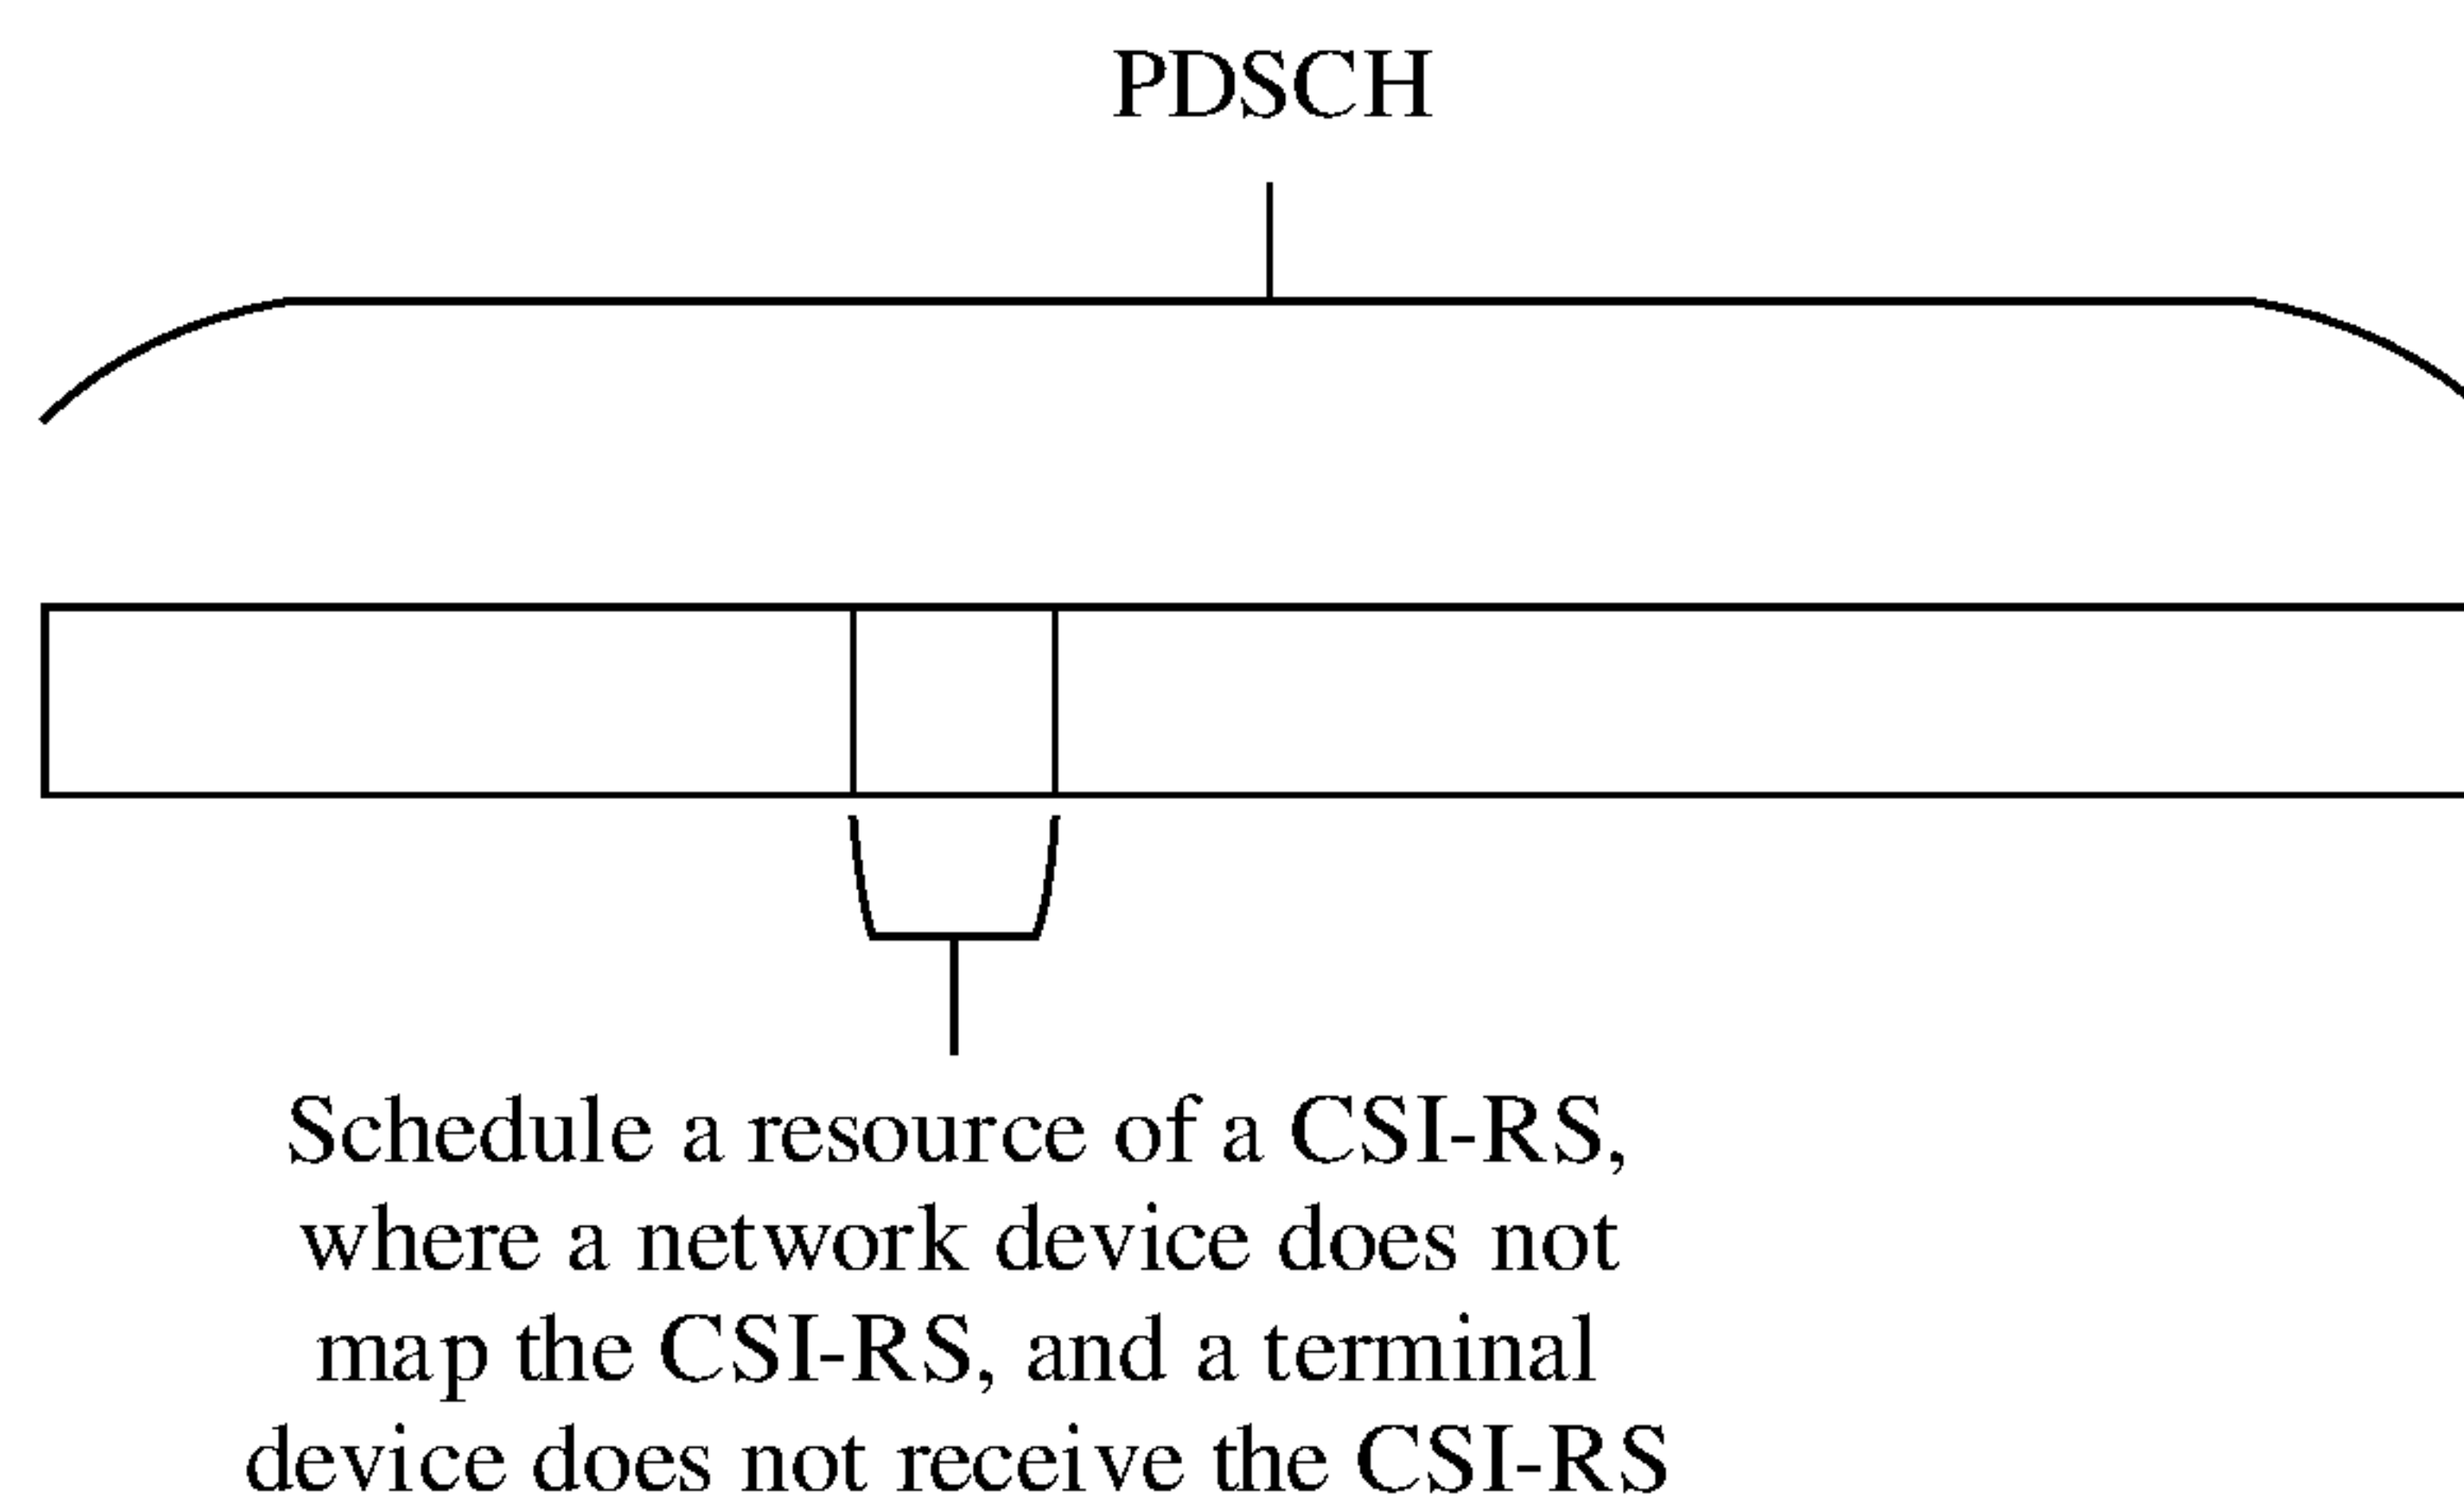 PDSCH
Schedule a resource of a CSI-RS,
where a network device does not
map the CSI-RS, and a terminal
device does not receive the CSI-RS